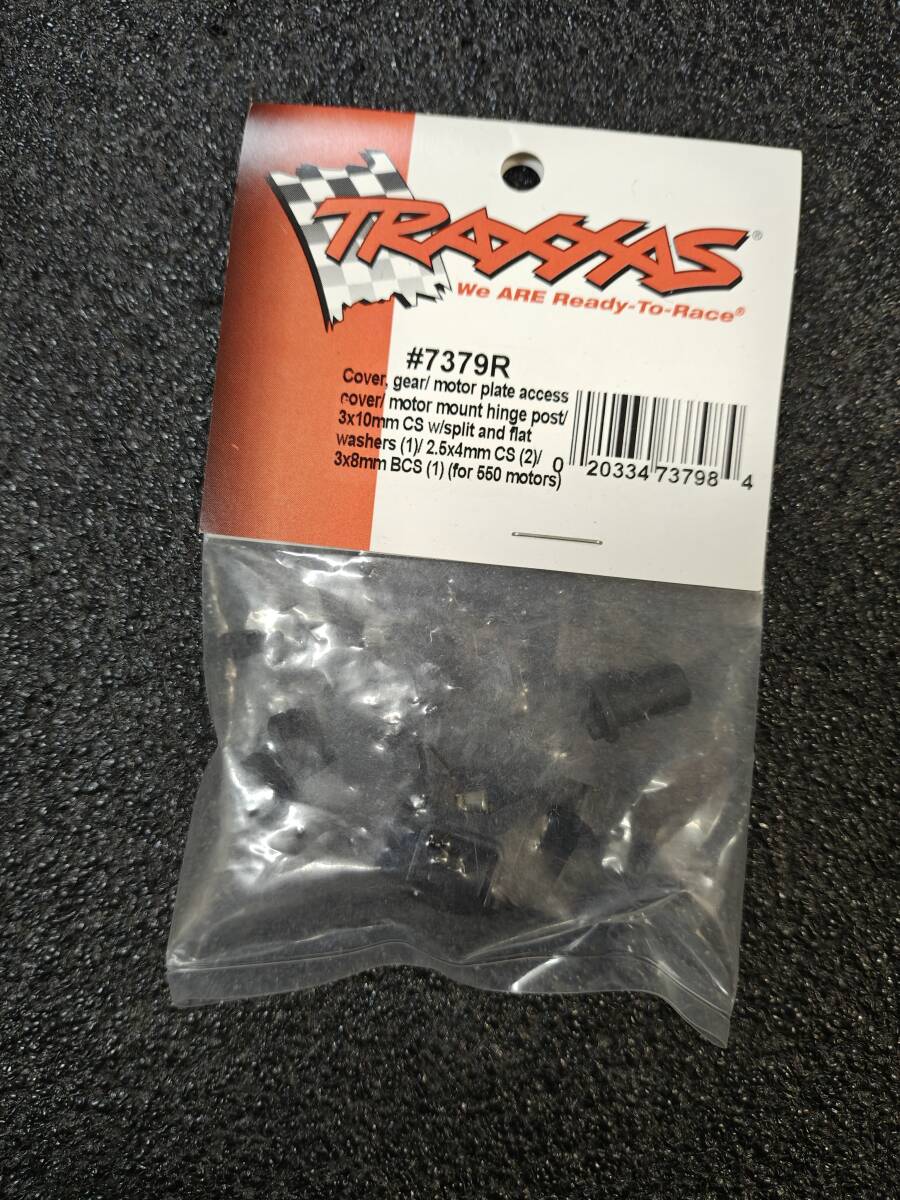 TRAXXAS®
We ARE Ready-To-Race®
#7379R
Cover, gear/ motor plate access
cover/ motor mount hinge post/
3x10mm CS w/split and flat
washers (1)/ 2.5x4mm CS (2)/
3x8mm BCS (1) (for 550 motors)
0 20334 73798 4